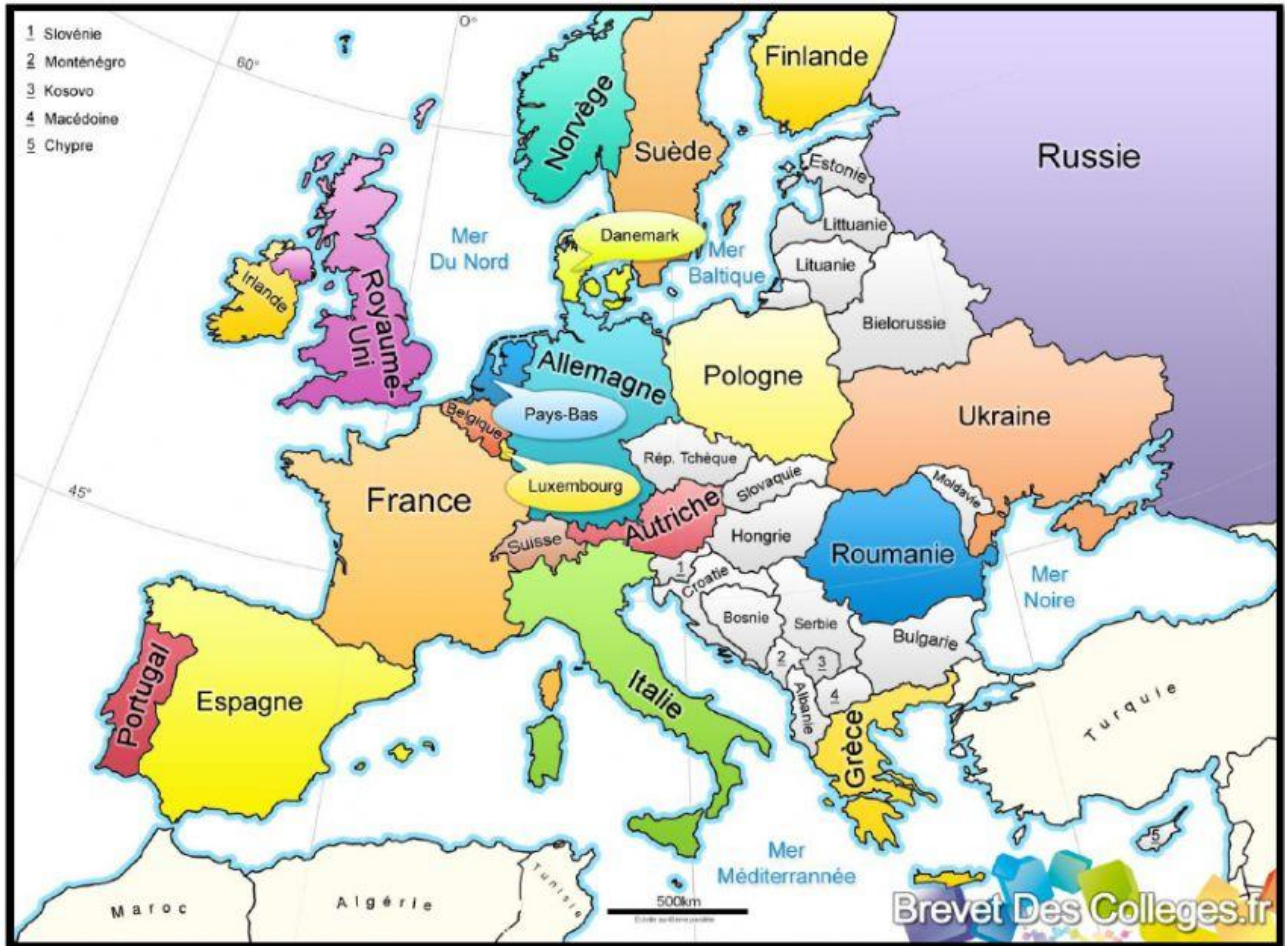 1 Slovénie
2 Monténégro
3 Kosovo
4 Macédoine
5 Chypre
60°
0°
45°
Norvège
Suède
Finlande
Russie
Estonie
Littuanie
Lituanie
Bielorussie
Mer
Du Nord
Danemark
Mer
Baltique
Irlande
Royaume-
Uni
Allemagne
Pologne
Ukraine
Belgique
Pays-Bas
Luxembourg
Rép. Tchèque
Slovaquie
Moldavie
France
Suisse
Autriche
Hongrie
Roumanie
Mer
Noire
1
Croatie
Bosnie
Serbie
Bulgarie
2
3
4
Albanie
Portugal
Espagne
Italie
Grèce
Turquie
5
Mer
Méditerrannée
Maroc
Algérie
Tunisie
500km
Brevet Des Colleges.fr